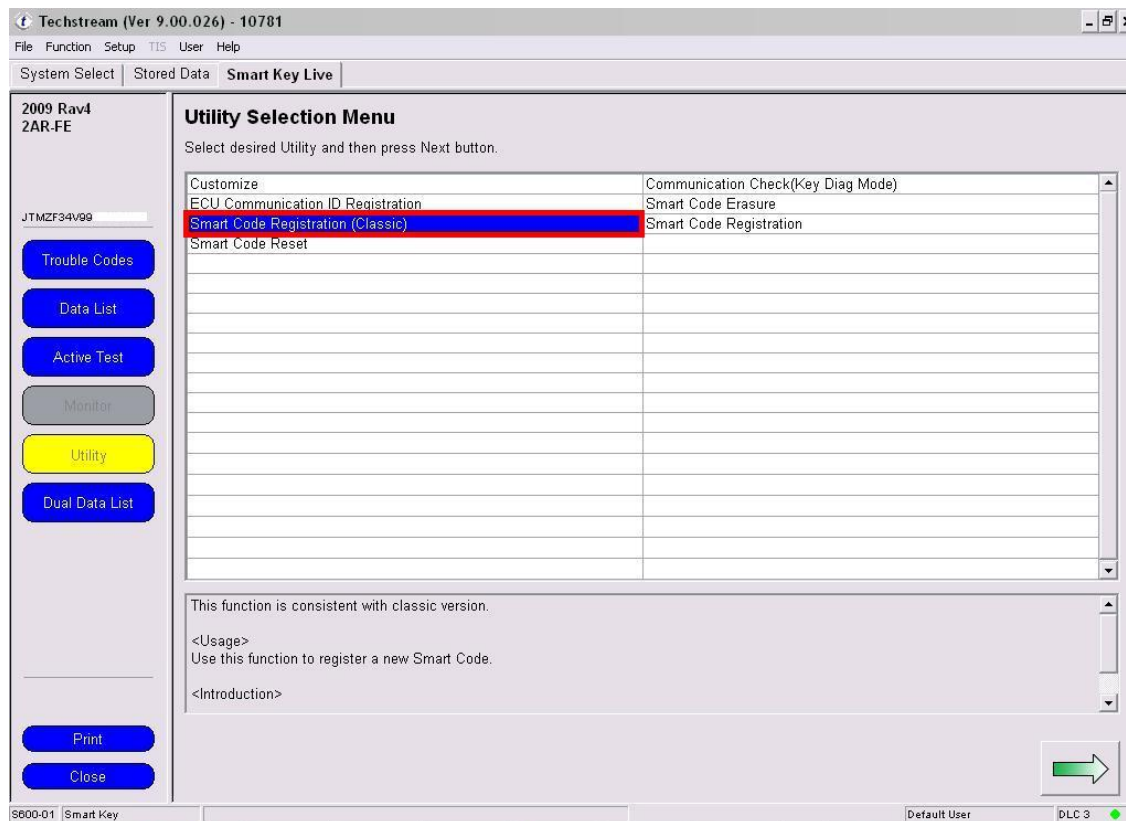 Techstream (Ver 9.00.026) - 10781
File Function Setup TIS User Help
System Select Stored Data Smart Key Live
2009 Rav4
2AR-FE
JTMZF34V99
Trouble Codes
Data List
Active Test
Monitor
Utility
Dual Data List
Print
Close
Utility Selection Menu
Select desired Utility and then press Next button.
Customize Communication Check(Key Diag Mode)
ECU Communication ID Registration Smart Code Erasure
Smart Code Registration (Classic) Smart Code Registration
Smart Code Reset
This function is consistent with classic version.
<Usage>
Use this function to register a new Smart Code.
<Introduction>
S600-01 Smart Key Default User DLC 3